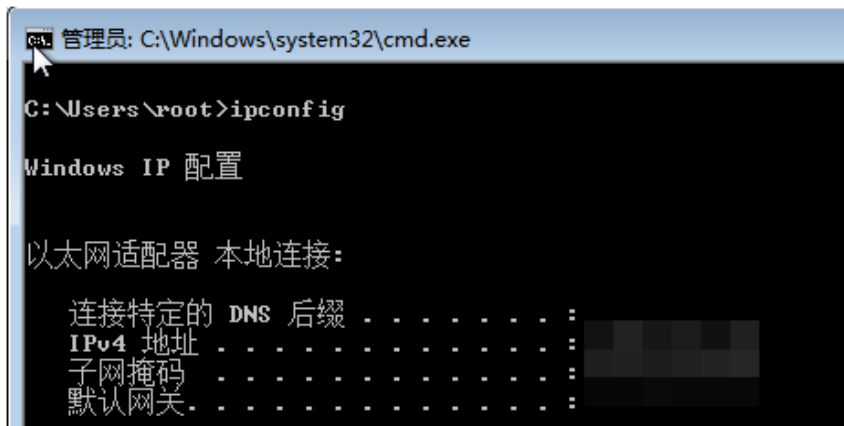 管理员: C:\Windows\system32\cmd.exe
C:\Users\root>ipconfig
Windows IP 配置
以太网适配器 本地连接:
连接特定的 DNS 后缀 . . . . . . . :
IPv4 地址 . . . . . . . . . . . . :
子网掩码 . . . . . . . . . . . . :
默认网关. . . . . . . . . . . . . :